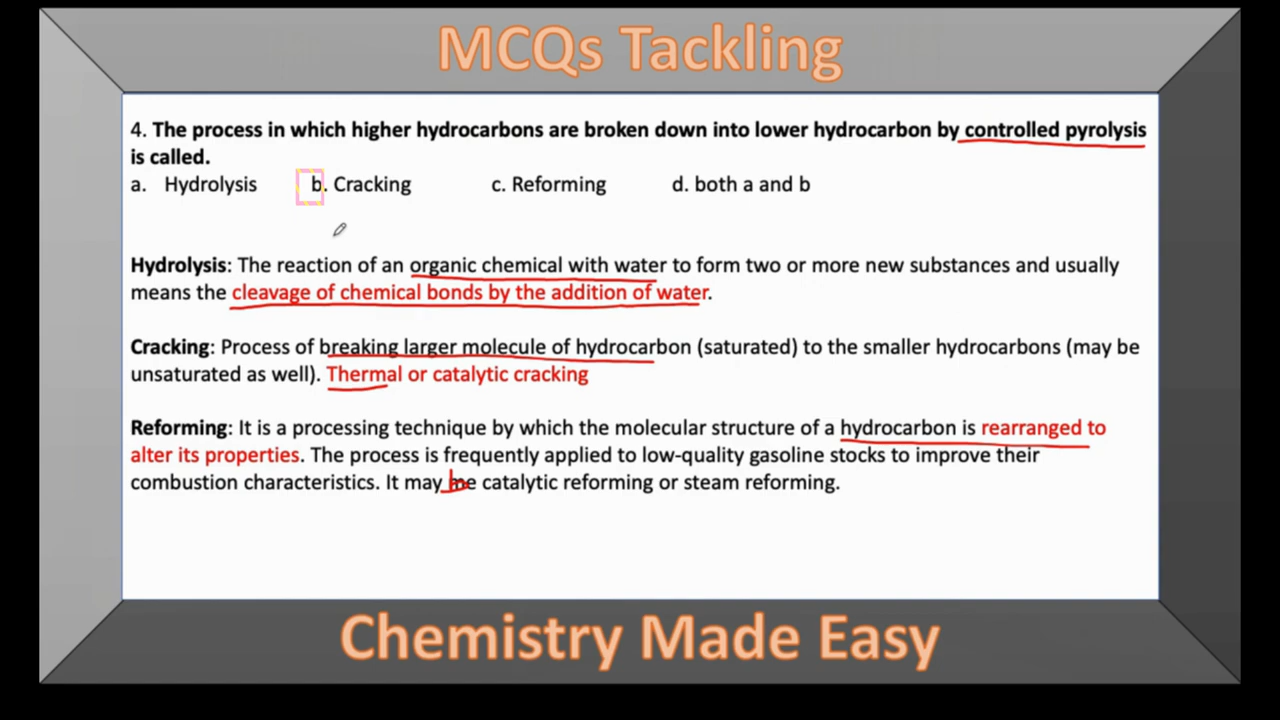 MCQs Tackling
4. The process in which higher hydrocarbons are broken down into lower hydrocarbon by controlled pyrolysis
is called.
a. Hydrolysis b. Cracking c. Reforming d. both a and b
Hydrolysis: The reaction of an organic chemical with water to form two or more new substances and usually
means the cleavage of chemical bonds by the addition of water.
Cracking: Process of breaking larger molecule of hydrocarbon (saturated) to the smaller hydrocarbons (may be
unsaturated as well). Thermal or catalytic cracking
Reforming: It is a processing technique by which the molecular structure of a hydrocarbon is rearranged to
alter its properties. The process is frequently applied to low-quality gasoline stocks to improve their
combustion characteristics. It may be catalytic reforming or steam reforming.
Chemistry Made Easy